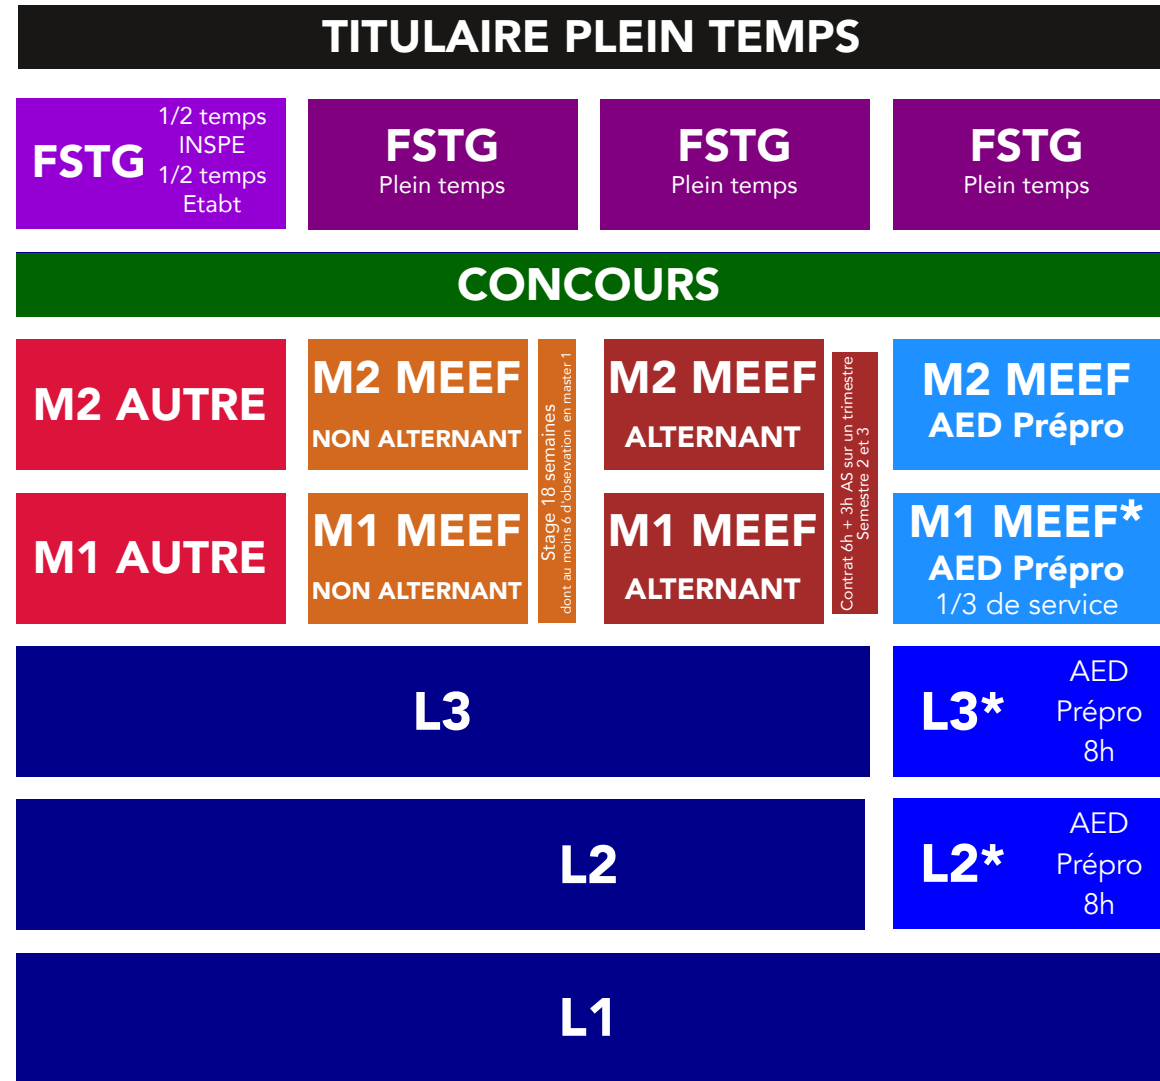 TITULAIRE PLEIN TEMPS
FSTG
1/2 temps
INSPE
1/2 temps
Etabt
FSTG
Plein temps
FSTG
Plein temps
FSTG
Plein temps
CONCOURS
M2 AUTRE
M2 MEEF
NON ALTERNANT
Stage 18 semaines
dont au moins 6 d'observation en master 1
M2 MEEF
ALTERNANT
Contrat 6h + 3h AS sur un trimestre
Semestre 2 et 3
M2 MEEF
AED Prépro
M1 AUTRE
M1 MEEF
NON ALTERNANT
M1 MEEF
ALTERNANT
M1 MEEF*
AED Prépro
1/3 de service
L3
L3*
AED
Prépro
8h
L2
L2*
AED
Prépro
8h
L1